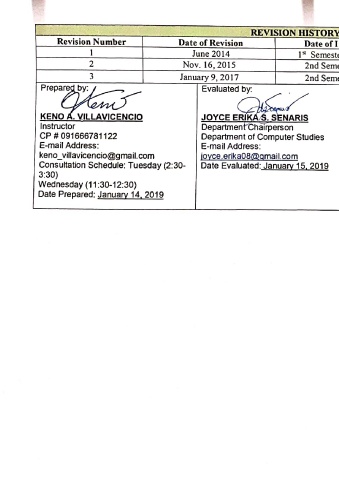 REVISION HISTORY
Revision Number Date of Revision Date of I
1 June 2014 1st Semeste
2 Nov. 16, 2015 2nd Seme
3 January 9, 2017 2nd Seme
Prepared by: Evaluated by:
KENO A. VILLAVICENCIO
Instructor
CP # 091666781122
E-mail Address:
keno_villavicencio@gmail.com
Consultation Schedule: Tuesday (2:30-
3:30)
Wednesday (11:30-12:30)
Date Prepared: January 14, 2019
JOYCE ERIKA S. SENARIS
Department Chairperson
Department of Computer Studies
E-mail Address:
joyce.erika08@gmail.com
Date Evaluated: January 15, 2019